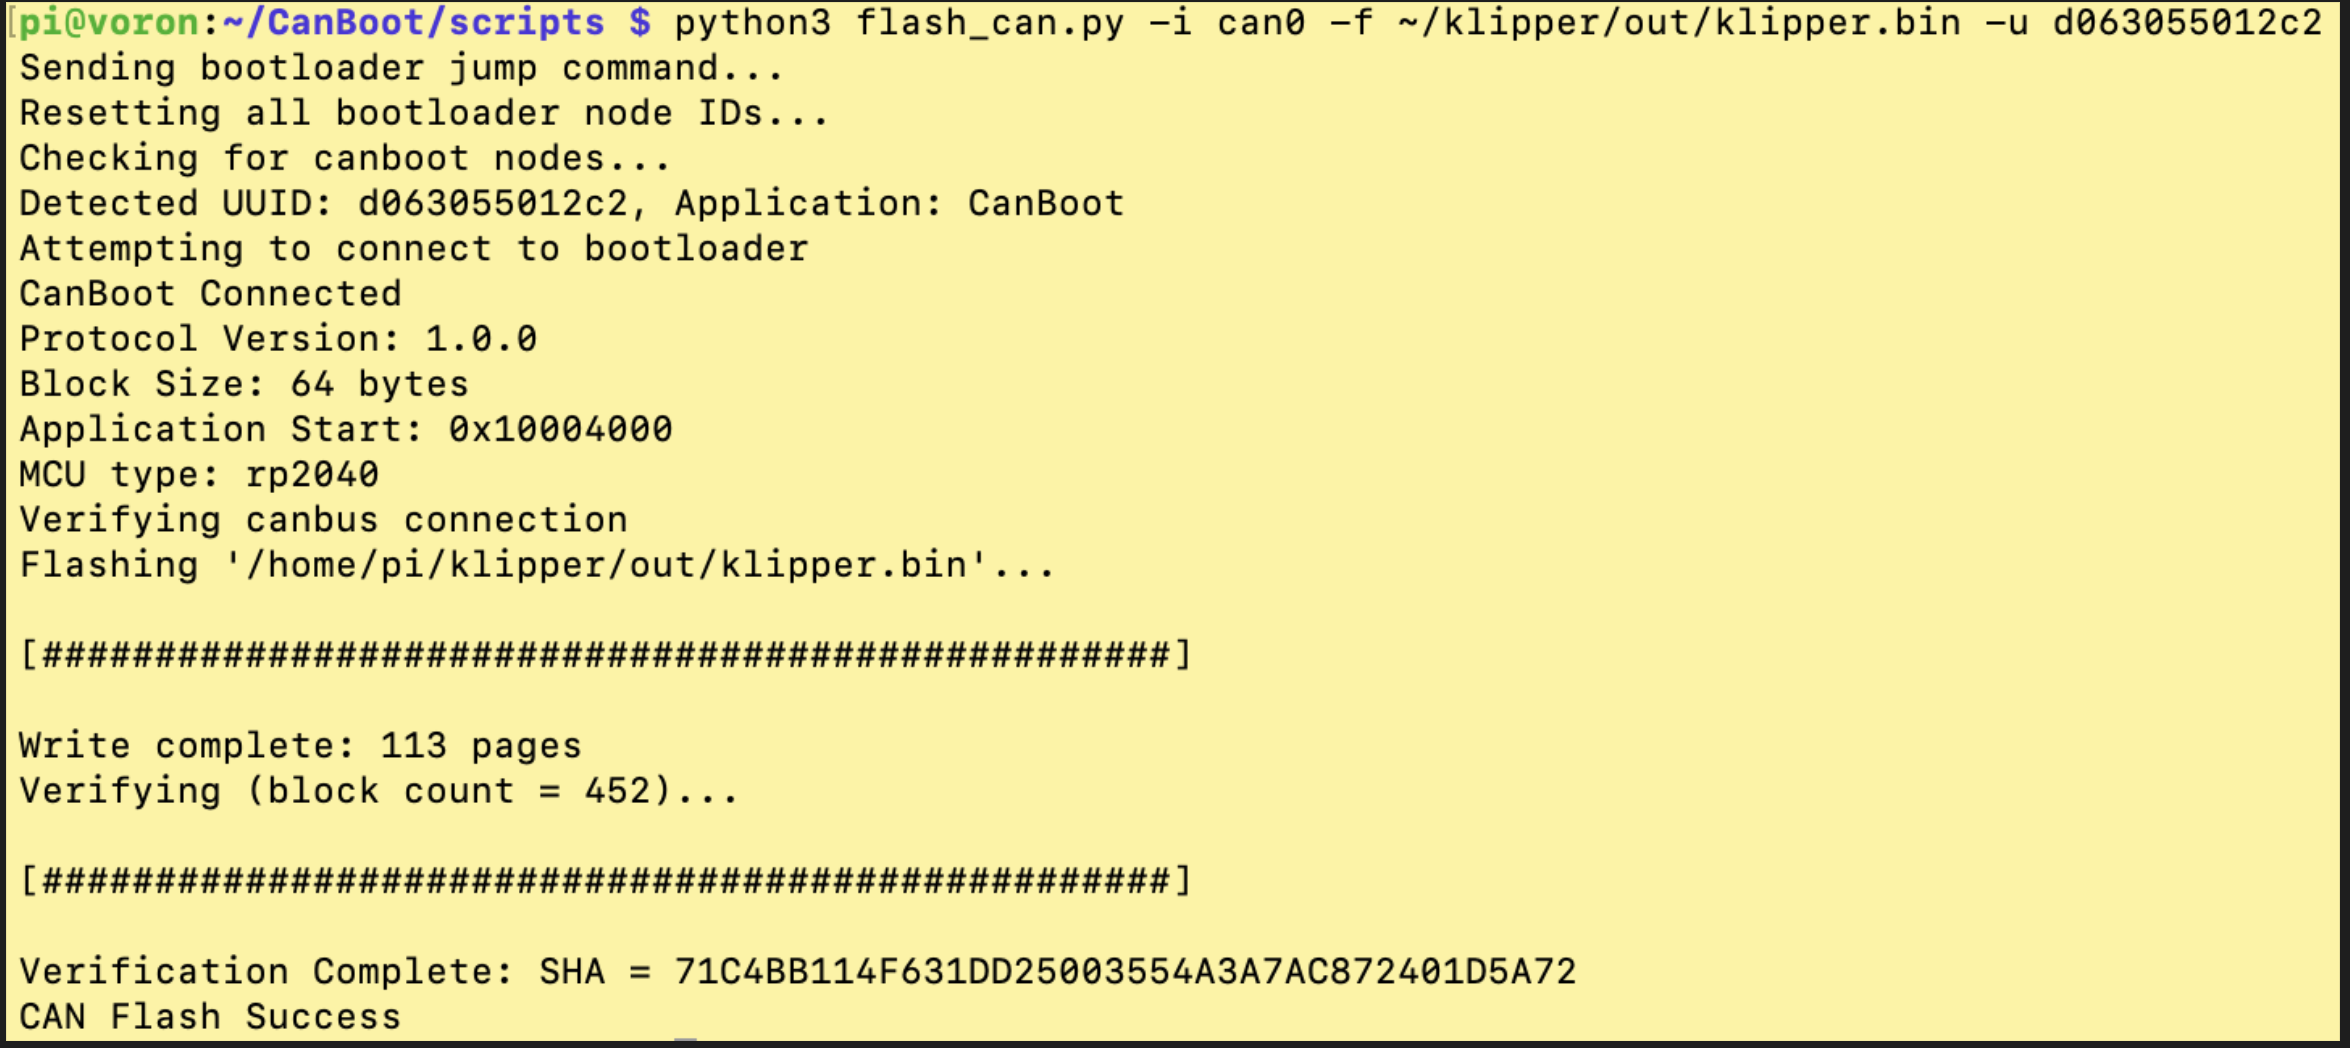 [pi@voron:~/CanBoot/scripts $ python3 flash_can.py -i can0 -f ~/klipper/out/klipper.bin -u d063055012c2
Sending bootloader jump command...
Resetting all bootloader node IDs...
Checking for canboot nodes...
Detected UUID: d063055012c2, Application: CanBoot
Attempting to connect to bootloader
CanBoot Connected
Protocol Version: 1.0.0
Block Size: 64 bytes
Application Start: 0x10004000
MCU type: rp2040
Verifying canbus connection
Flashing '/home/pi/klipper/out/klipper.bin'...
[##################################################]
Write complete: 113 pages
Verifying (block count = 452)...
[##################################################]
Verification Complete: SHA = 71C4BB114F631DD25003554A3A7AC872401D5A72
CAN Flash Success